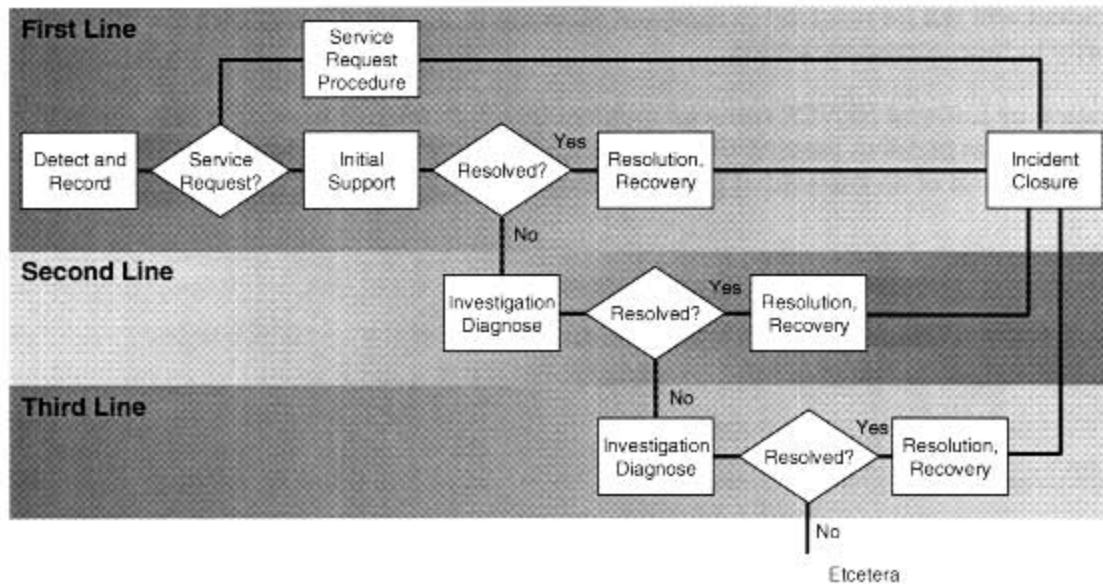 First Line
Service
Request
Procedure
Detect and
Record
Service
Request?
Initial
Support
Resolved?
Yes
Resolution,
Recovery
Incident
Closure
No
Second Line
Investigation
Diagnose
Resolved?
Yes
Resolution,
Recovery
No
Third Line
Investigation
Diagnose
Resolved?
Yes
Resolution,
Recovery
No
Etcetera